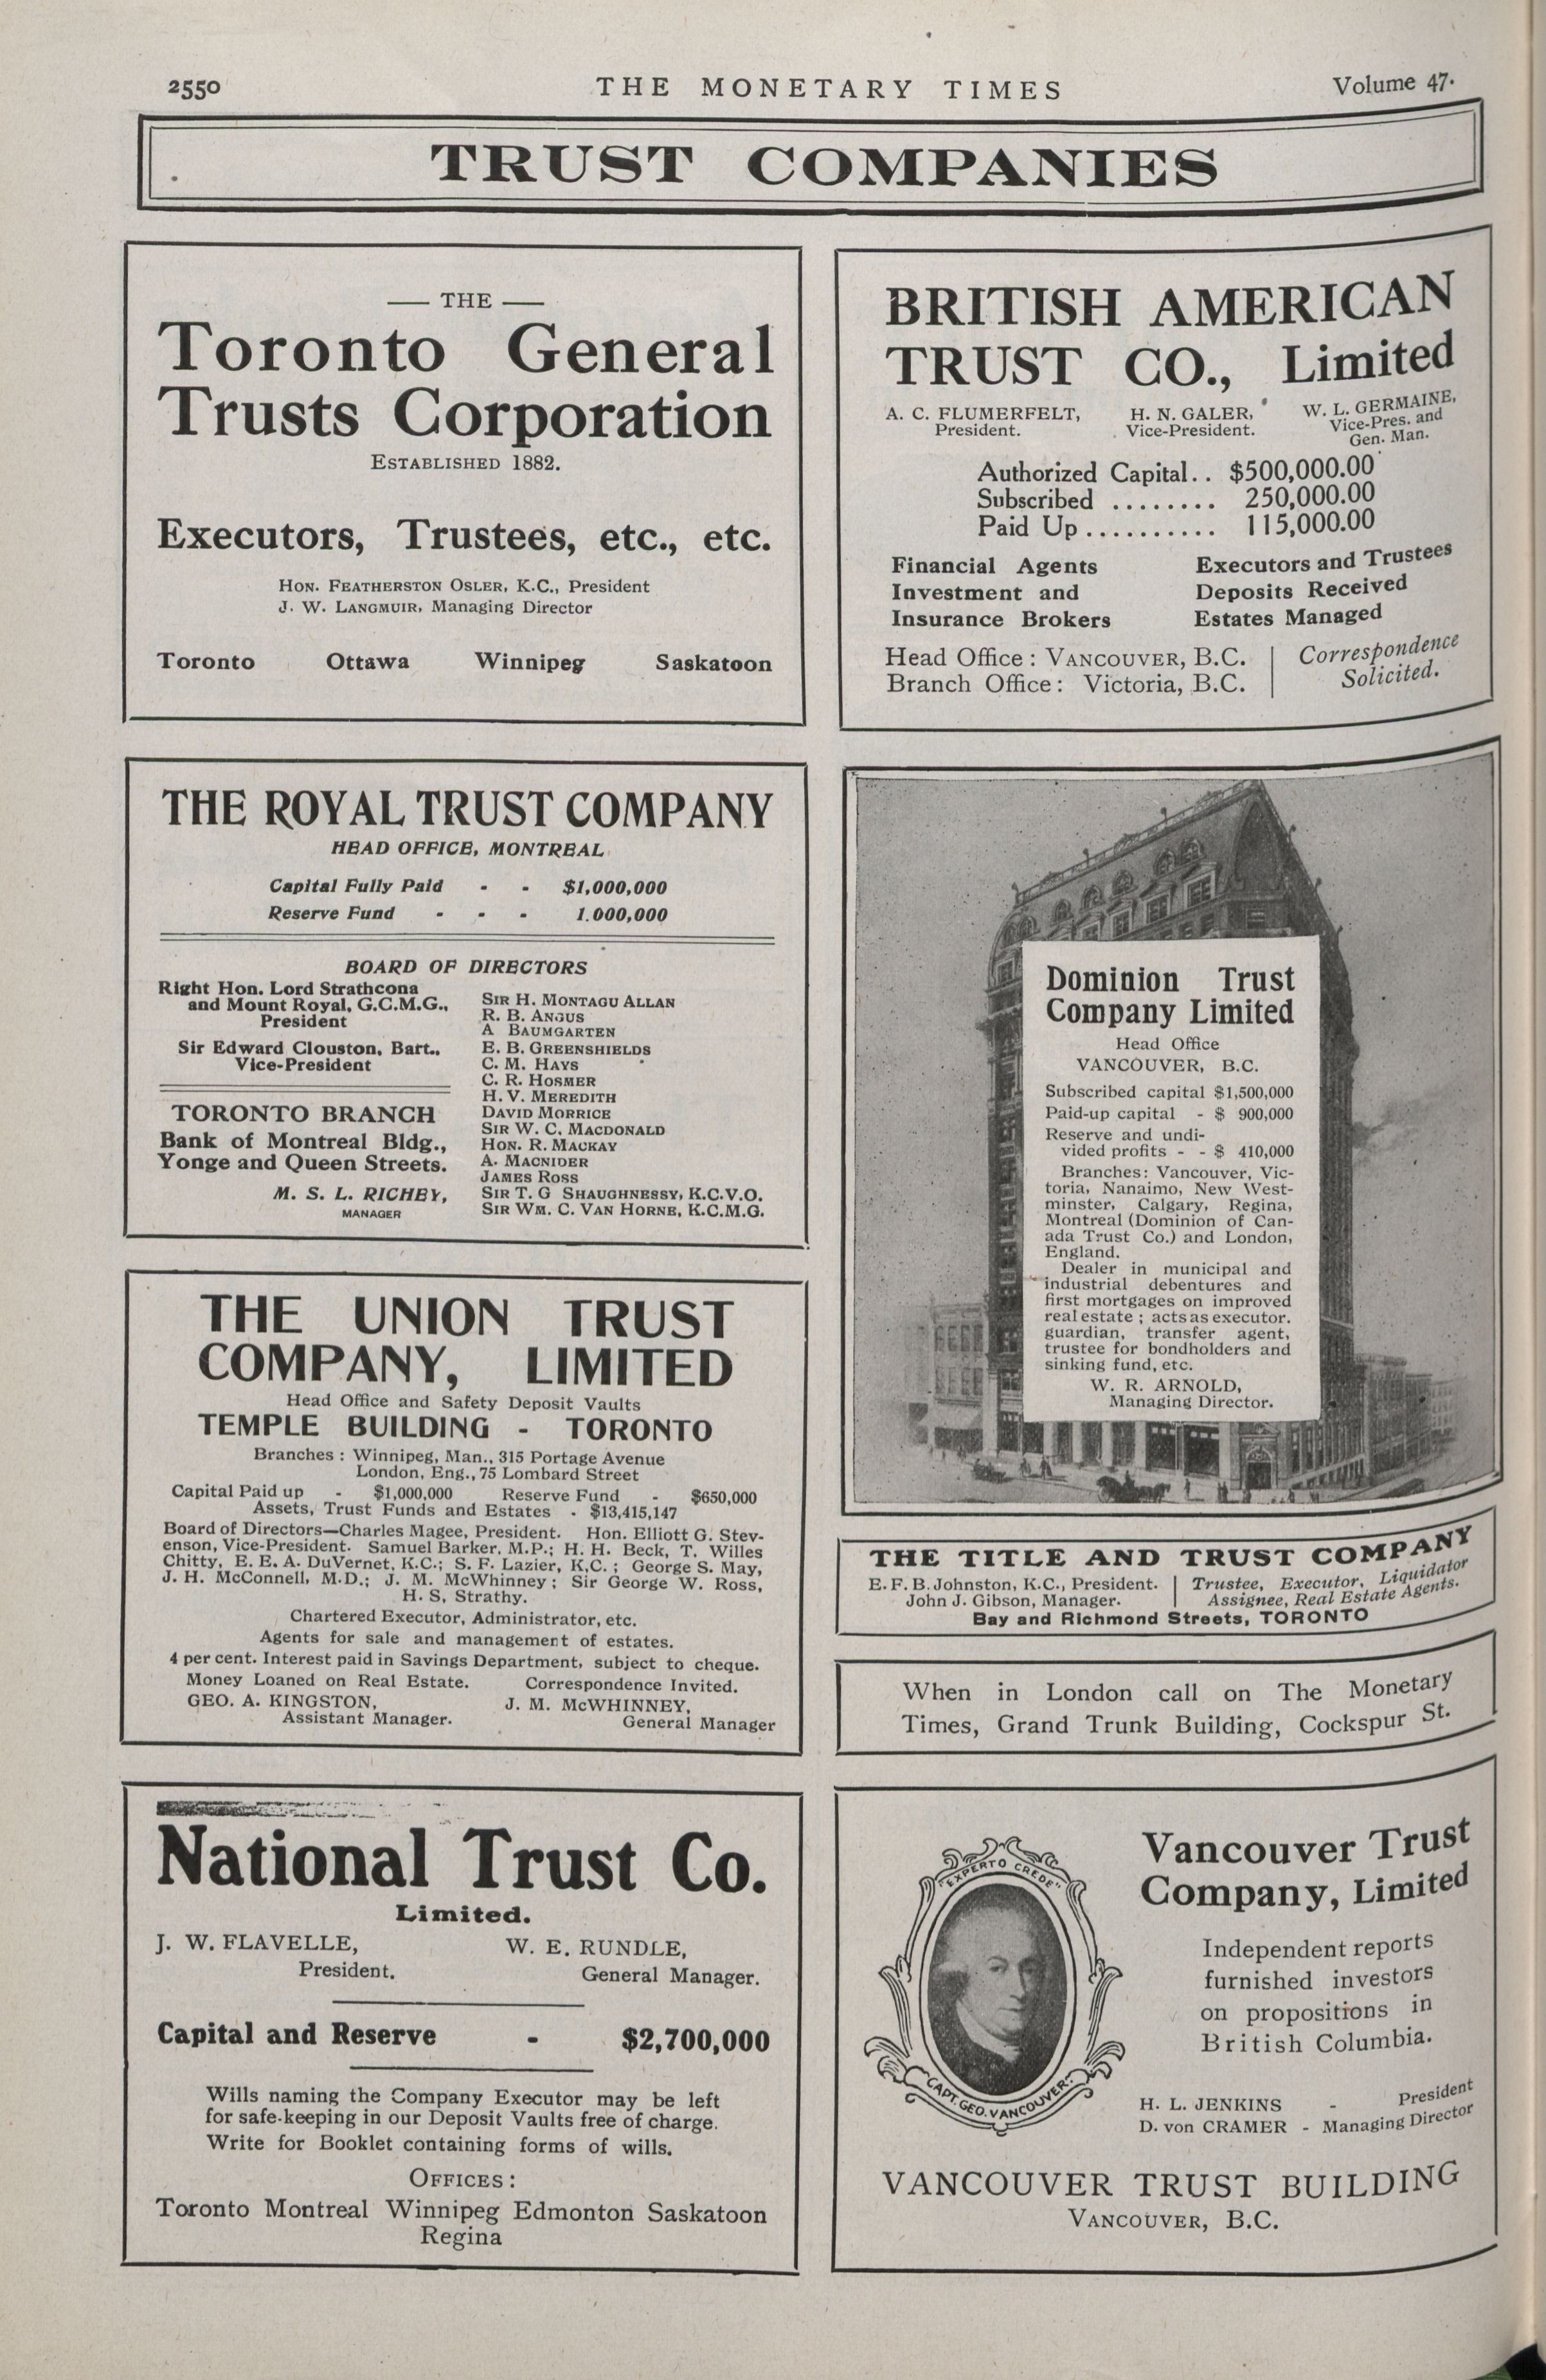 2550
THE MONETARY TIMES
Volume 47.
TRUST COMPANIES
— THE —
Toronto General
Trusts Corporation
ESTABLISHED 1882.
Executors, Trustees, etc., etc.
HON. FEATHERSTON OSLER, K.C., President
J. W. LANGMUIR, Managing Director
Toronto Ottawa Winnipeg Saskatoon
BRITISH AMERICAN
TRUST CO., Limited
A. C. FLUMERFELT, H. N. GALER, W. L. GERMAINE,
President. Vice-President. Vice-Pres. and
Gen. Man.
Authorized Capital.. $500,000.00
Subscribed ........ 250,000.00
Paid Up.......... 115,000.00
Financial Agents
Investment and
Insurance Brokers
Executors and Trustees
Deposits Received
Estates Managed
Head Office: VANCOUVER, B.C.
Branch Office: Victoria, B.C.
Correspondence
Solicited.
THE ROYAL TRUST COMPANY
HEAD OFFICE, MONTREAL
Capital Fully Paid - - $1,000,000
Reserve Fund - - - 1.000,000
BOARD OF DIRECTORS
Right Hon. Lord Strathcona
and Mount Royal, G.C.M.G.,
President
Sir Edward Clouston, Bart.,
Vice-President
TORONTO BRANCH
Bank of Montreal Bldg.,
Yonge and Queen Streets.
M. S. L. RICHEY,
MANAGER
SIR H. MONTAGU ALLAN
R. B. ANGUS
A BAUMGARTEN
E. B. GREENSHIELDS
C. M. HAYS
C. R. HOSMER
H. V. MEREDITH
DAVID MORRICE
SIR W. C. MACDONALD
HON. R. MACKAY
A. MACNIDER
JAMES ROSS
SIR T. G SHAUGHNESSY, K.C.V.O.
SIR WM. C. VAN HORNE, K.C.M.G.
Dominion Trust
Company Limited
Head Office
VANCOUVER, B.C.
Subscribed capital $1,500,000
Paid-up capital - $ 900,000
Reserve and undi-
vided profits - - $ 410,000
Branches: Vancouver, Vic-
toria, Nanaimo, New West-
minster, Calgary, Regina,
Montreal (Dominion of Can-
ada Trust Co.) and London,
England.
Dealer in municipal and
industrial debentures and
first mortgages on improved
real estate; acts as executor.
guardian, transfer agent,
trustee for bondholders and
sinking fund, etc.
W. R. ARNOLD,
Managing Director.
THE UNION TRUST
COMPANY, LIMITED
Head Office and Safety Deposit Vaults
TEMPLE BUILDING - TORONTO
Branches: Winnipeg, Man., 315 Portage Avenue
London, Eng., 75 Lombard Street
Capital Paid up - $1,000,000 Reserve Fund - $650,000
Assets, Trust Funds and Estates . $13,415,147
Board of Directors—Charles Magee, President. Hon. Elliott G. Stev-
enson, Vice-President. Samuel Barker, M.P.; H. H. Beck, T. Willes
Chitty, E. E. A. DuVernet, K.C.; S. F. Lazier, K,C.; George S. May,
J. H. McConnell, M.D.; J. M. McWhinney; Sir George W. Ross,
H. S, Strathy.
Chartered Executor, Administrator, etc.
Agents for sale and management of estates.
4 per cent. Interest paid in Savings Department, subject to cheque.
Money Loaned on Real Estate. Correspondence Invited.
GEO. A. KINGSTON, J. M. McWHINNEY,
Assistant Manager. General Manager
THE TITLE AND TRUST COMPANY
E. F. B. Johnston, K.C., President.
John J. Gibson, Manager.
Trustee, Executor, Liquidator
Assignee, Real Estate Agents.
Bay and Richmond Streets, TORONTO
When in London call on The Monetary
Times, Grand Trunk Building, Cockspur St.
National Trust Co.
Limited.
J. W. FLAVELLE, W. E. RUNDLE,
President. General Manager.
Capital and Reserve - $2,700,000
Wills naming the Company Executor may be left
for safe-keeping in our Deposit Vaults free of charge.
Write for Booklet containing forms of wills.
OFFICES:
Toronto Montreal Winnipeg Edmonton Saskatoon
Regina
"EXPERTO CREDE"
CAPT. GEO. VANCOUVER.
Vancouver Trust
Company, Limited
Independent reports
furnished investors
on propositions in
British Columbia.
H. L. JENKINS - President
D. von CRAMER - Managing Director
VANCOUVER TRUST BUILDING
VANCOUVER, B.C.